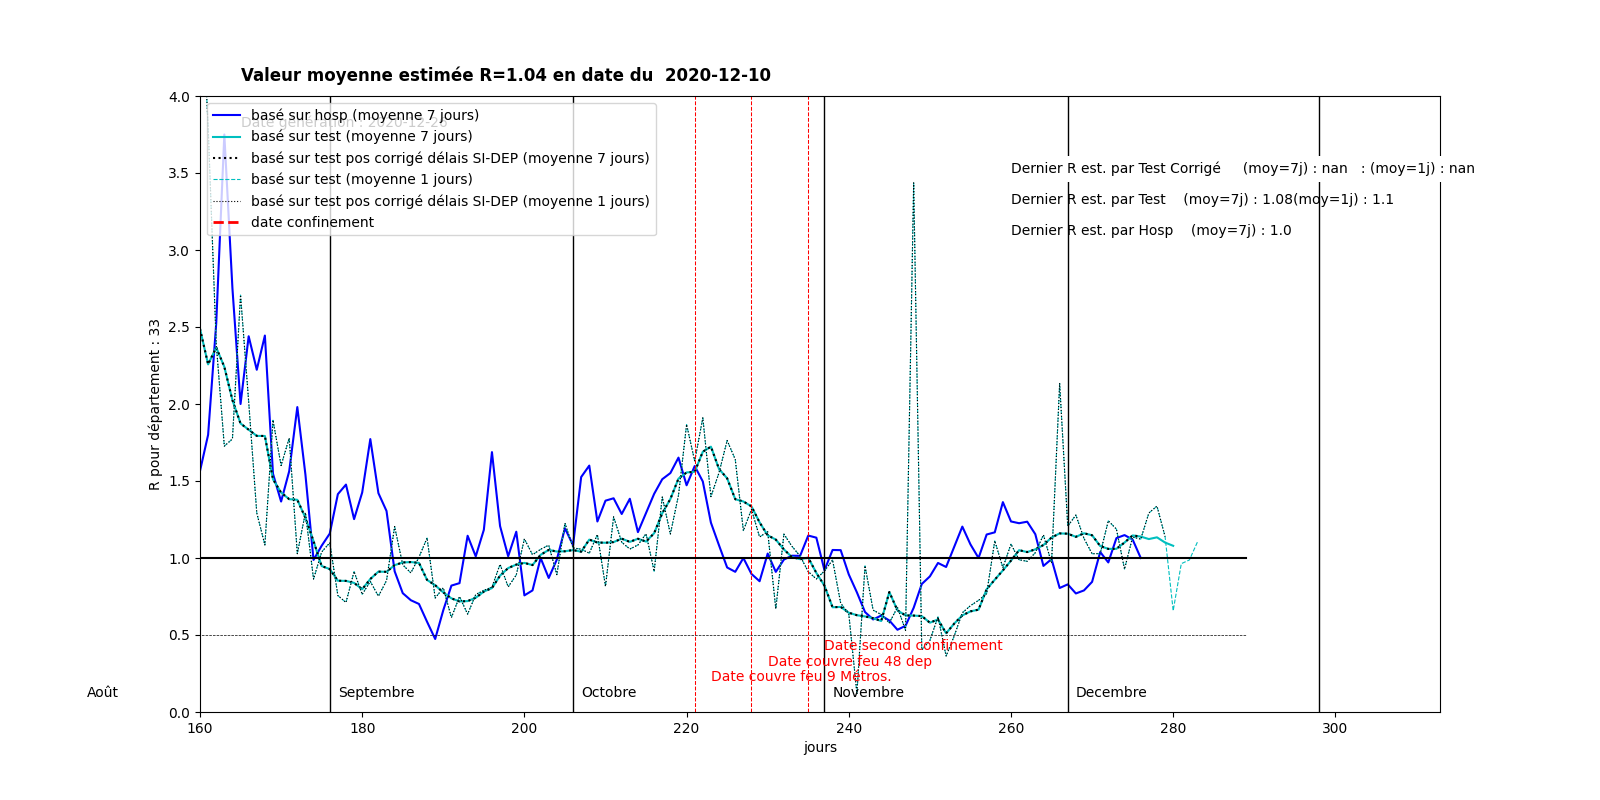 Valeur moyenne estimée R=1.04 en date du  2020-12-10
Date génération : 2020-12-20
basé sur hosp (moyenne 7 jours)
basé sur test (moyenne 7 jours)
basé sur test pos corrigé délais SI-DEP (moyenne 7 jours)
basé sur test (moyenne 1 jours)
basé sur test pos corrigé délais SI-DEP (moyenne 1 jours)
date confinement
Dernier R est. par Test Corrigé     (moy=7j) : nan   : (moy=1j) : nan
Dernier R est. par Test    (moy=7j) : 1.08(moy=1j) : 1.1
Dernier R est. par Hosp    (moy=7j) : 1.0
4.0
3.5
3.0
2.5
2.0
1.5
1.0
0.5
0.0
R pour département : 33
Date second confinement
Date couvre feu 48 dep
Date couvre feu 9 Métros.
Août Septembre Octobre Novembre Decembre
160 180 200 220 240 260 280 300
jours